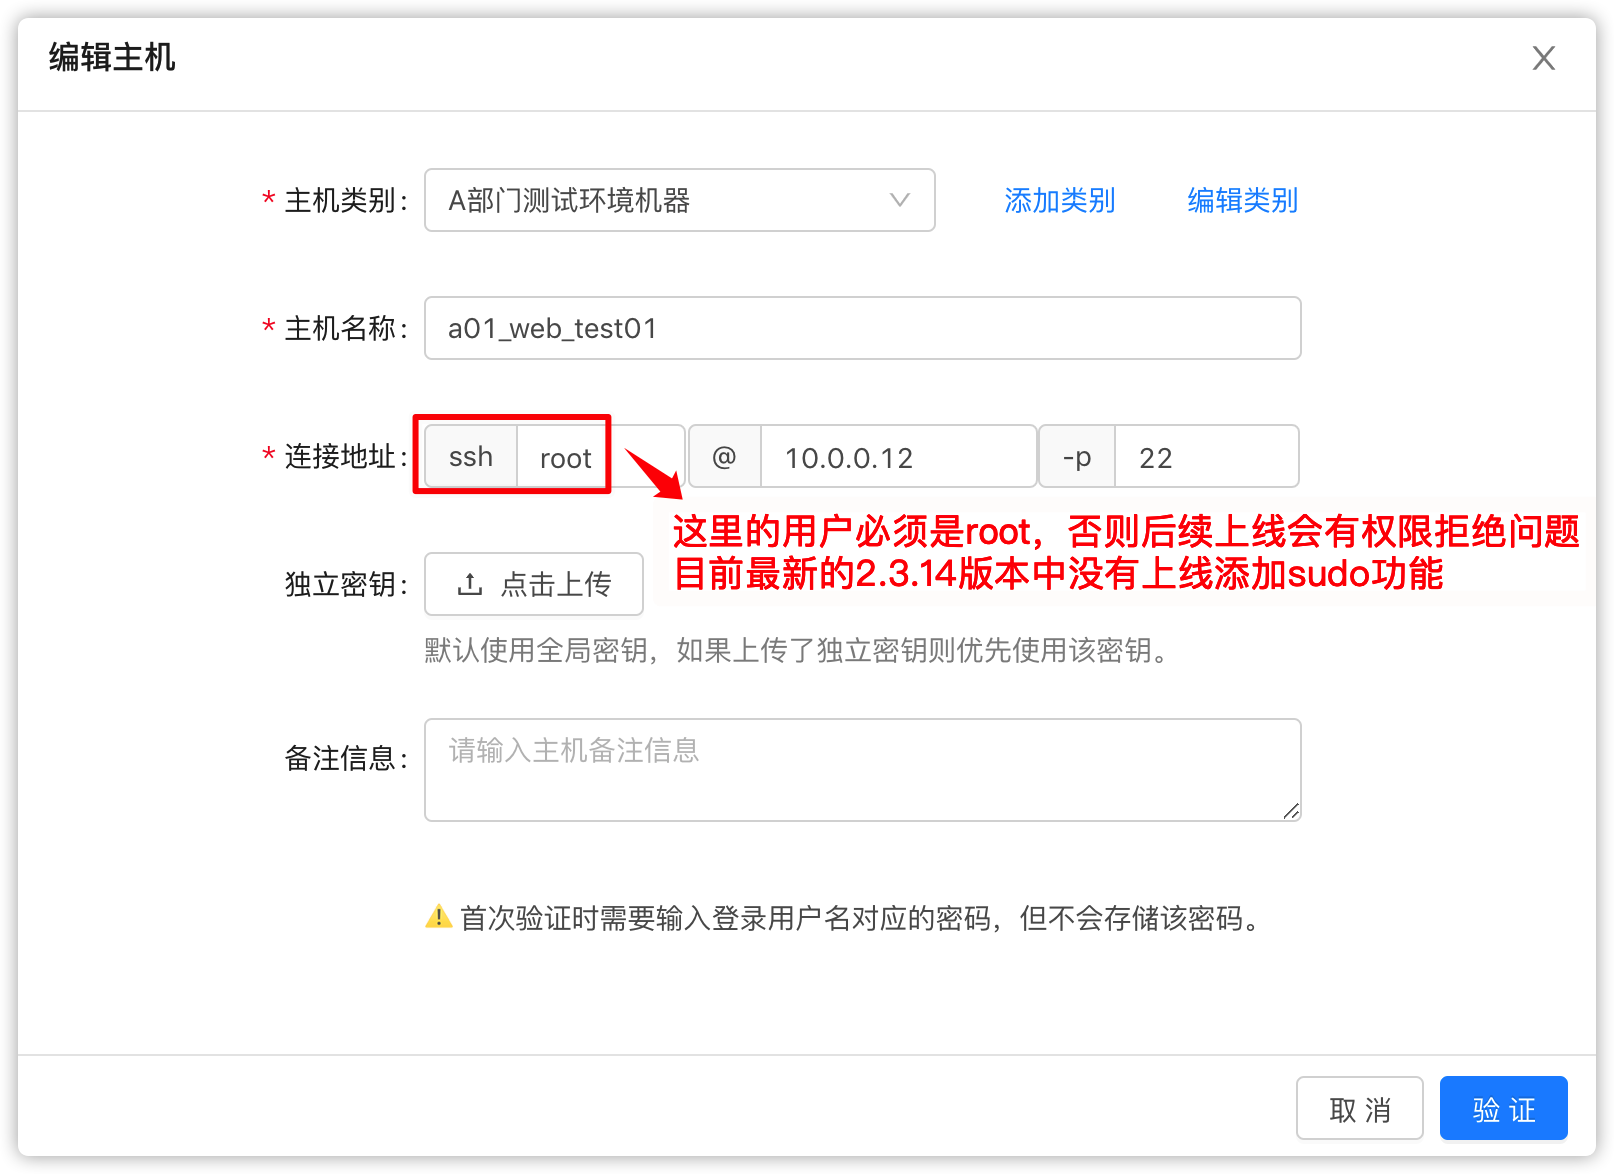 编辑主机
* 主机类别: A部门测试环境机器 添加类别 编辑类别
* 主机名称: a01_web_test01
* 连接地址: ssh root @ 10.0.0.12 -p 22
这里的用户必须是root，否则后续上线会有权限拒绝问题
目前最新的2.3.14版本中没有上线添加sudo功能
独立密钥: 点击上传
默认使用全局密钥，如果上传了独立密钥则优先使用该密钥。
备注信息: 请输入主机备注信息
首次验证时需要输入登录用户名对应的密码，但不会存储该密码。
取 消 验 证